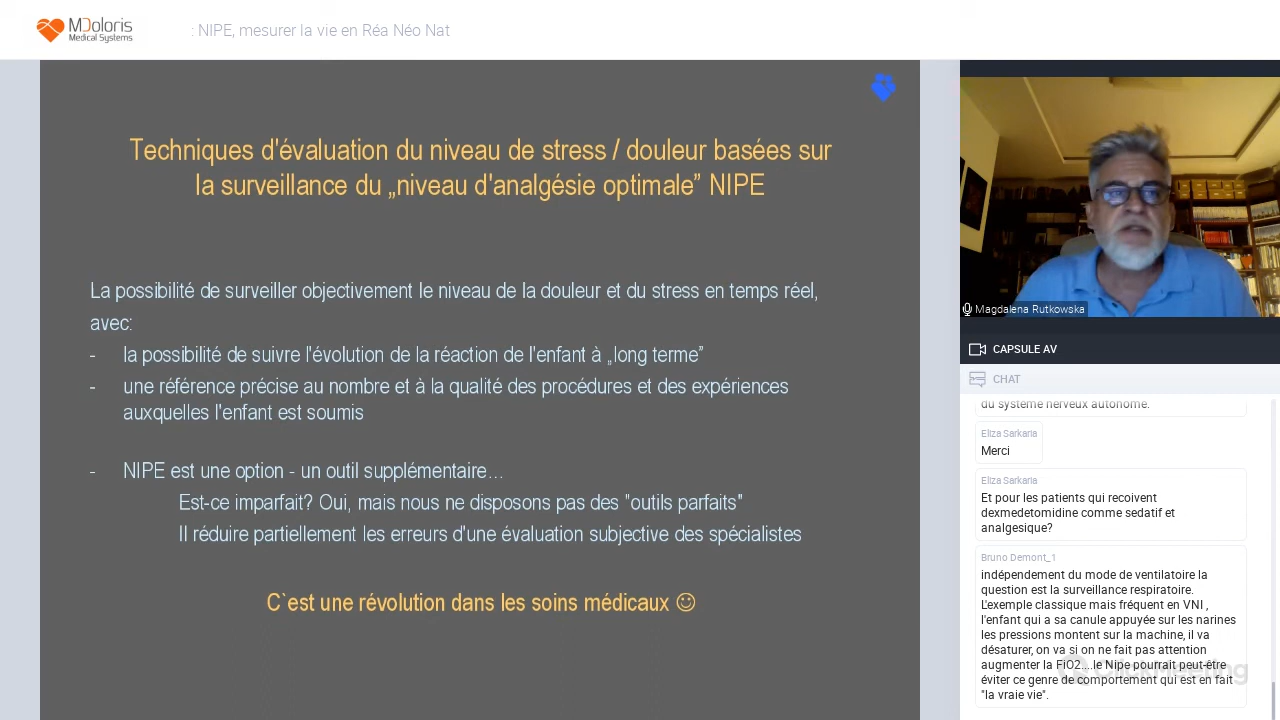 MDoloris
Medical Systems
: NIPE, mesurer la vie en Réa Néo Nat
Techniques d'évaluation du niveau de stress / douleur basées sur
la surveillance du „niveau d'analgésie optimale” NIPE
La possibilité de surveiller objectivement le niveau de la douleur et du stress en temps réel,
avec:
- la possibilité de suivre l'évolution de la réaction de l'enfant à „long terme”
- une référence précise au nombre et à la qualité des procédures et des expériences
auxquelles l'enfant est soumis
- NIPE est une option - un outil supplémentaire...
Est-ce imparfait? Oui, mais nous ne disposons pas des "outils parfaits"
Il réduire partiellement les erreurs d'une évaluation subjective des spécialistes
C`est une révolution dans les soins médicaux ☺
Magdalena Rutkowska
CAPSULE AV
CHAT
du système nerveux autonome.
Eliza Sarkaria
Merci
Eliza Sarkaria
Et pour les patients qui recoivent
dexmedetomidine comme sedatif et
analgesique?
Bruno Demont_1
indépendement du mode de ventilatoire la
question est la surveillance respiratoire.
L'exemple classique mais fréquent en VNI ,
l'enfant qui a sa canule appuyée sur les narines
les pressions montent sur la machine, il va
désaturer, on va si on ne fait pas attention
augmenter la FiO2....le Nipe pourrait peut-être
éviter ce genre de comportement qui est en fait
"la vraie vie".
ClickMeeting